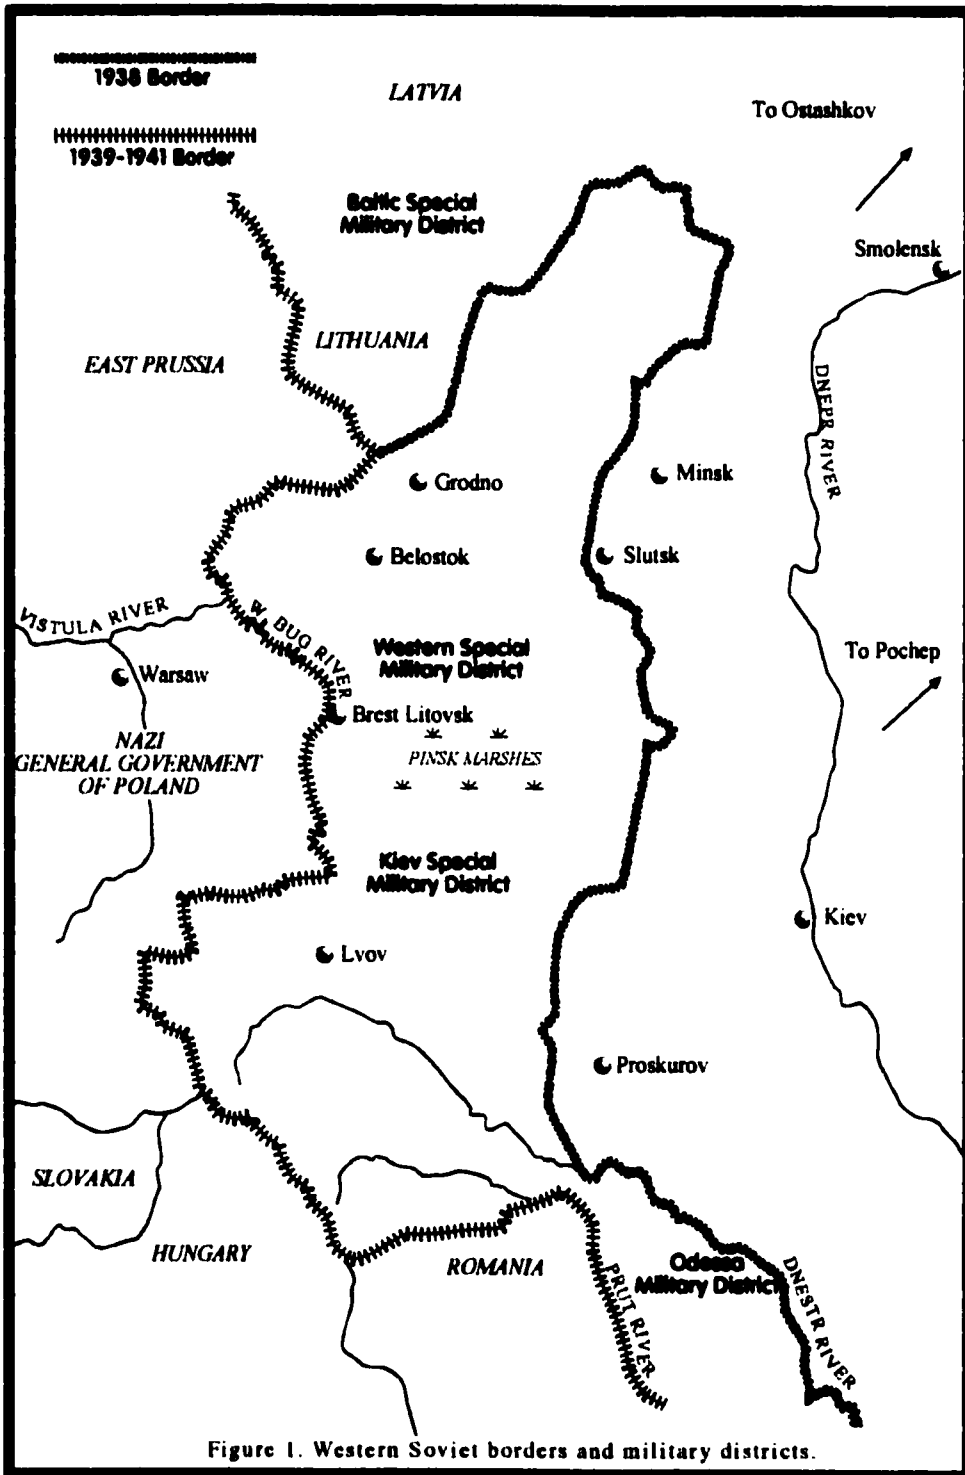 1938 Border
LATVIA
To Ostashkov
1939-1941 Border
Baltic Special
Military District
Smolensk
LITHUANIA
EAST PRUSSIA
DNEPR RIVER
Grodno
Minsk
Belostok
Slutsk
VISTULA RIVER
W. BUG RIVER
Western Special
Military District
To Pochep
Warsaw
Brest Litovsk
NAZI
GENERAL GOVERNMENT
OF POLAND
PINSK MARSHES
Kiev Special
Military District
Kiev
Lvov
Proskurov
SLOVAKIA
HUNGARY
ROMANIA
Odessa
Military District
PRUT RIVER
DNESTR RIVER
Figure 1. Western Soviet borders and military districts.